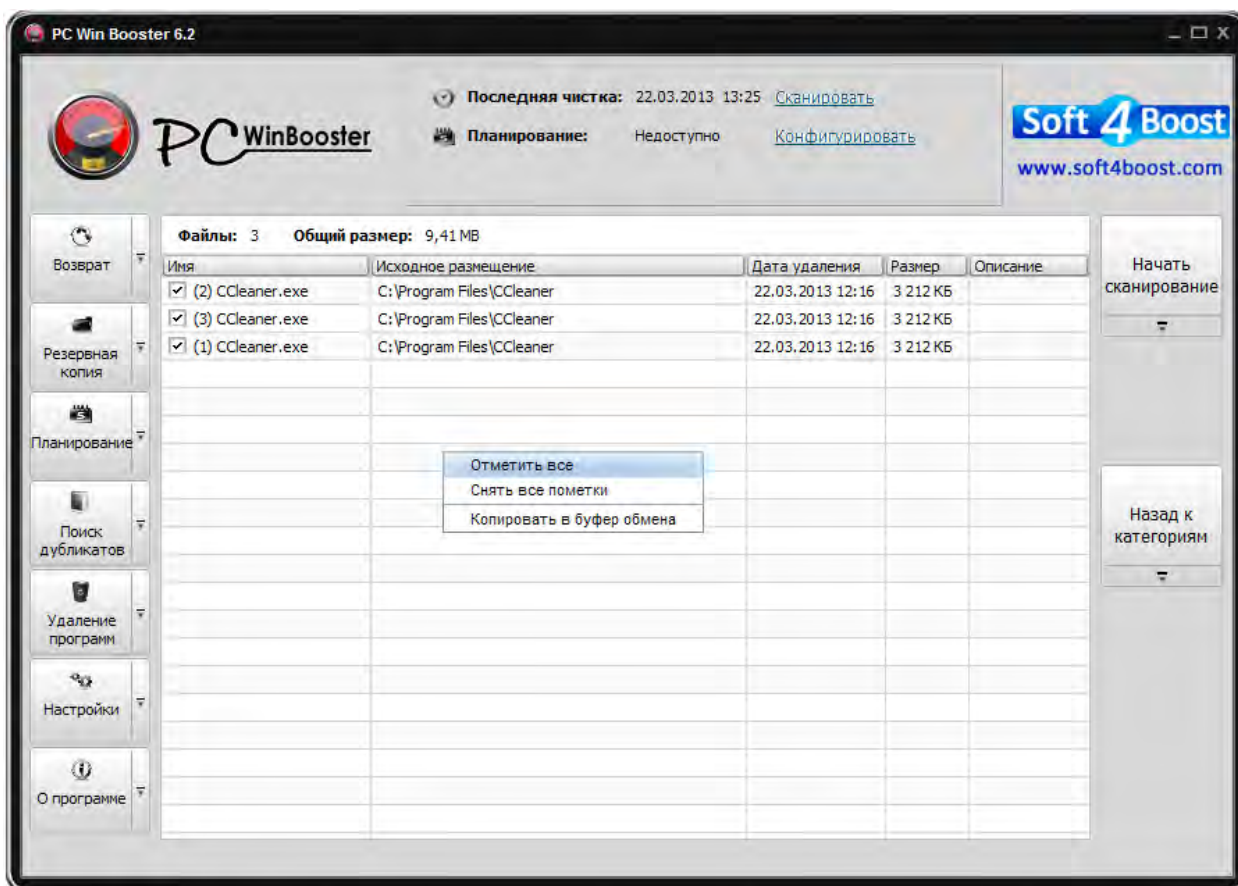 PC Win Booster 6.2
Последняя чистка: 22.03.2013 13:25 Сканировать
Планирование: Недоступно Конфигурировать
PC WinBooster
Soft 4 Boost
www.soft4boost.com
Возврат
Резервная
копия
Планирование
Поиск
дубликатов
Удаление
программ
Настройки
О программе
Файлы: 3 Общий размер: 9,41 MB
Имя Исходное размещение Дата удаления Размер Описание
(2) CCleaner.exe C:\Program Files\CCleaner 22.03.2013 12:16 3 212 КБ
(3) CCleaner.exe C:\Program Files\CCleaner 22.03.2013 12:16 3 212 КБ
(1) CCleaner.exe C:\Program Files\CCleaner 22.03.2013 12:16 3 212 КБ
Отметить все
Снять все пометки
Копировать в буфер обмена
Начать
сканирование
Назад к
категориям